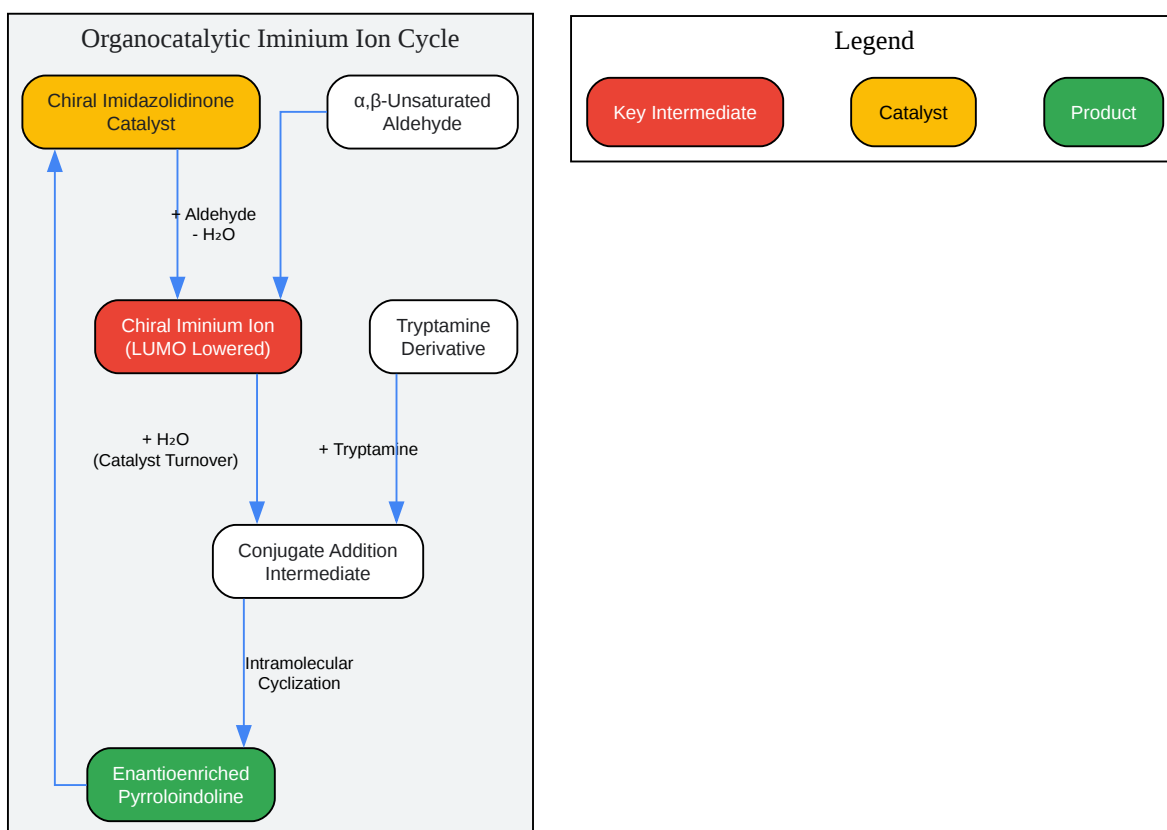 Organocatalytic Iminium Ion Cycle
Chiral Imidazolidinone
Catalyst
α,β-Unsaturated
Aldehyde
+ Aldehyde
- H₂O
Chiral Iminium Ion
(LUMO Lowered)
Tryptamine
Derivative
+ H₂O
(Catalyst Turnover)
+ Tryptamine
Conjugate Addition
Intermediate
Intramolecular
Cyclization
Enantioenriched
Pyrroloindoline
Legend
Key Intermediate
Catalyst
Product